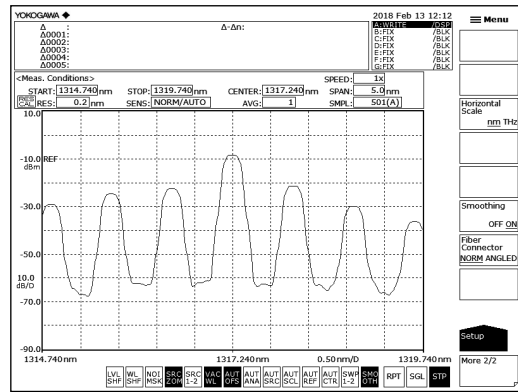 YOKOGAWA ◆ 2018 Feb 13 12:12
Δ : Δ-Δn:
Δ0001:
Δ0002:
Δ0003:
Δ0004:
Δ0005:
A:WRITE /DSP
B:FIX /BLK
C:FIX /BLK
D:FIX /BLK
E:FIX /BLK
F:FIX /BLK
G:FIX /BLK
<Meas. Conditions> SPEED: 1X
START: 1314.740 nm STOP: 1319.740 nm CENTER: 1317.240 nm SPAN: 5.0 nm
CAL RES: 0.2 nm SENS: NORM/AUTO AVG: 1 SMPL: 501(A)
10.0
-10.0 REF
dBm
-30.0
-50.0
10.0
dB/D
-70.0
-90.0
1314.740nm 1317.240nm 0.50nm/D 1319.740nm
LVL SHF
WL SHF
NOI MSK
SRC ZOM
SRC 1-2
VAC WL
AUT OFS
AUT ANA
AUT SRC
AUT SCL
AUT REF
AUT CTR
SWP 1-2
SMO OTH
RPT
SGL
STP
Menu
Horizontal
Scale
nm THz
Smoothing
OFF ON
Fiber
Connector
NORM ANGLED
Setup
More 2/2